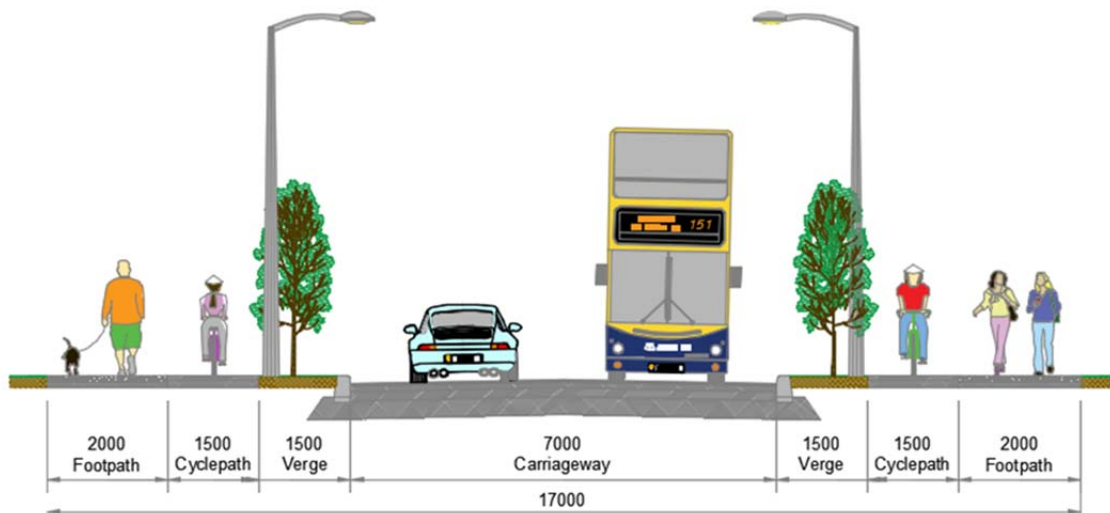 151
2000
Footpath
1500
Cyclepath
1500
Verge
7000
Carriageway
1500
Verge
1500
Cyclepath
2000
Footpath
17000